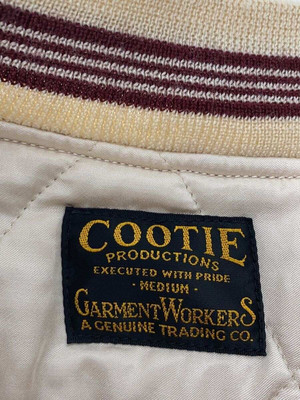 COOTIE
PRODUCTIONS
EXECUTED WITH PRIDE
· MEDIUM ·
GARMENT WORKERS
A GENUINE TRADING CO.